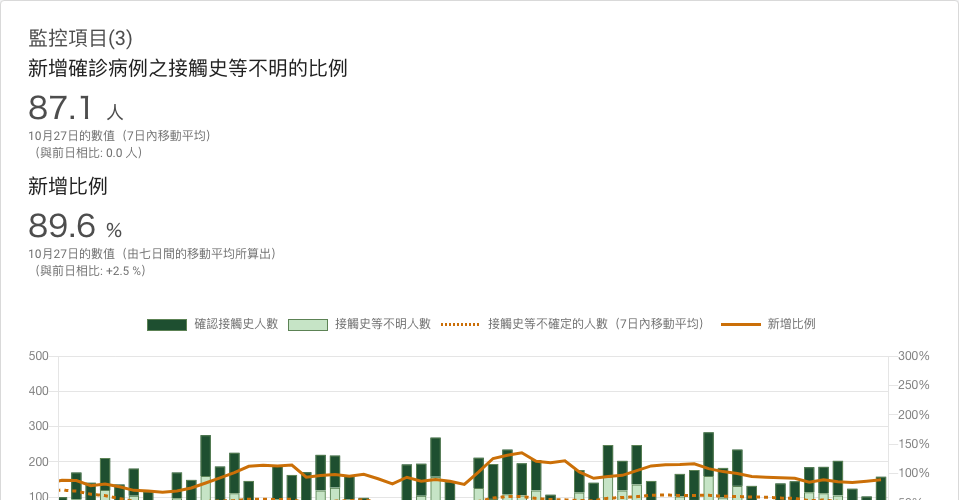 監控項目(3)
新增確診病例之接觸史等不明的比例
87.1 人
10月27日的數值（7日內移動平均）
（與前日相比: 0.0 人）
新增比例
89.6 %
10月27日的數值（由七日間的移動平均所算出）
（與前日相比: +2.5 %）
確認接觸史人數 接觸史等不明人數 接觸史等不確定的人數（7日內移動平均） 新增比例
500 300%
250%
400
200%
300
150%
200
100%
100
50%